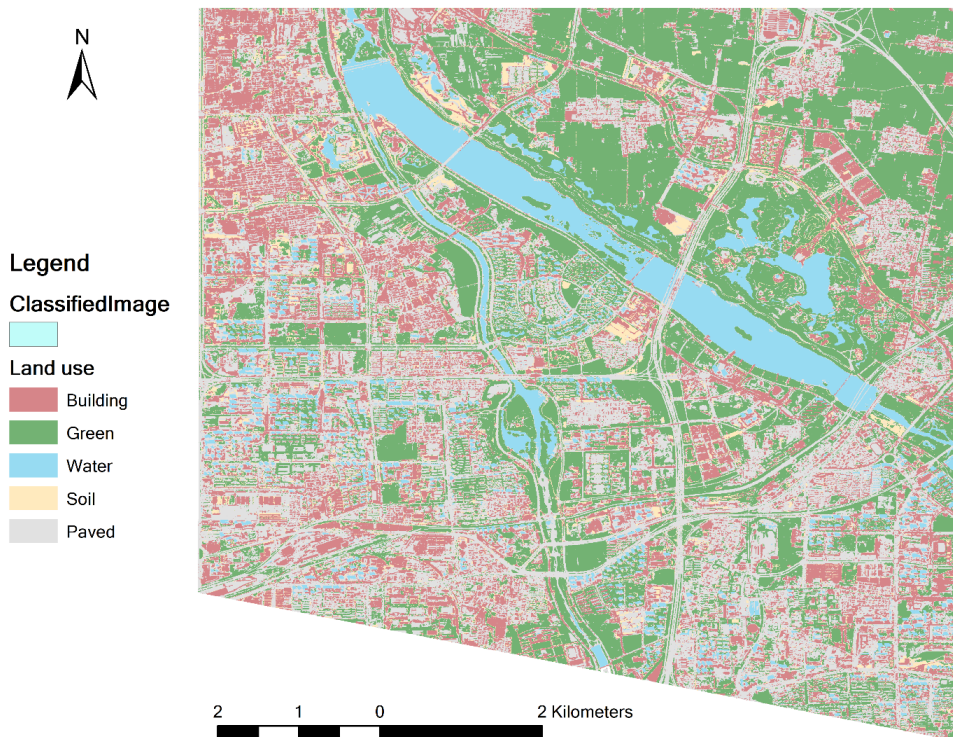 N
Legend
ClassifiedImage
Land use
Building
Green
Water
Soil
Paved
2 1 0 2 Kilometers